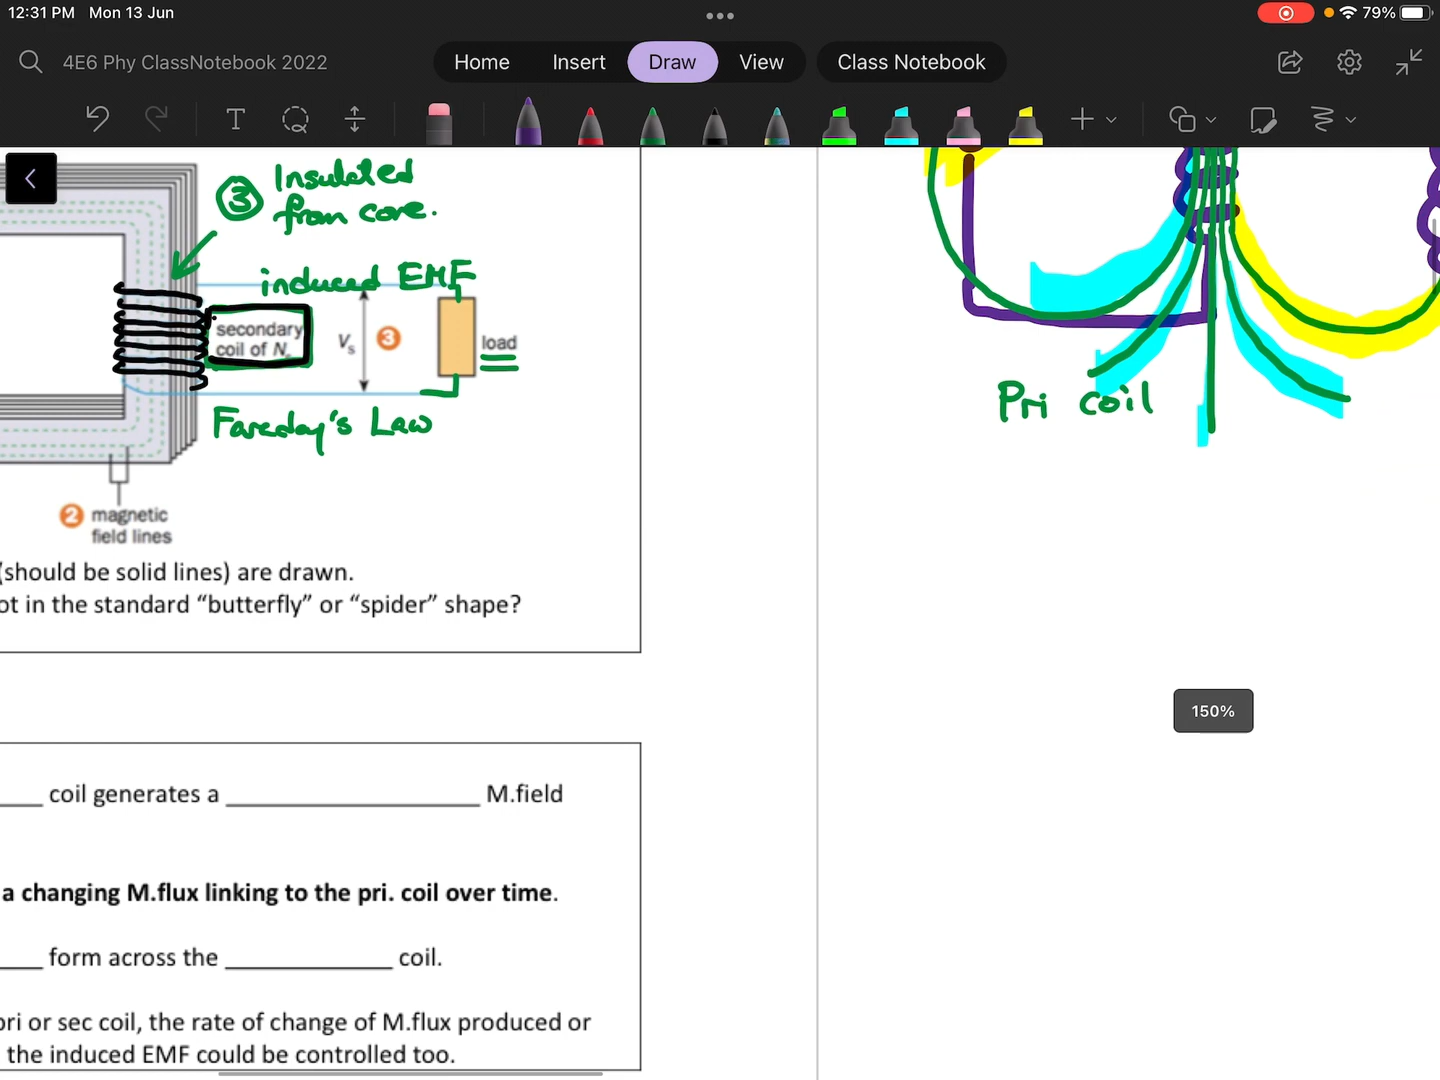 12:31 PM Mon 13 Jun
79%
4E6 Phy ClassNotebook 2022
Home Insert Draw View Class Notebook
T
3 Insulated
from core.
induced EMF
secondary
coil of N
Vs 3
load
Faraday's Law
2 magnetic
field lines
(should be solid lines) are drawn.
ot in the standard “butterfly” or “spider” shape?
coil generates a ____________________ M.field
a changing M.flux linking to the pri. coil over time.
form across the _____________ coil.
pri or sec coil, the rate of change of M.flux produced or
the induced EMF could be controlled too.
Pri coil
150%